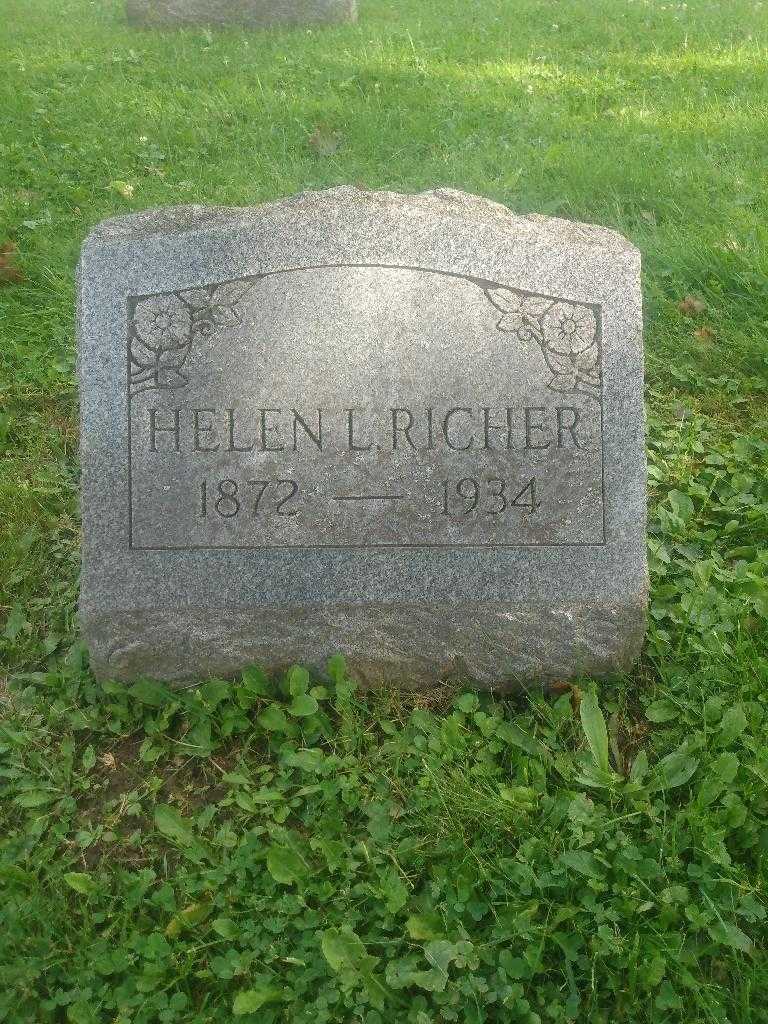 HELEN L. RICHER
1872 — 1934